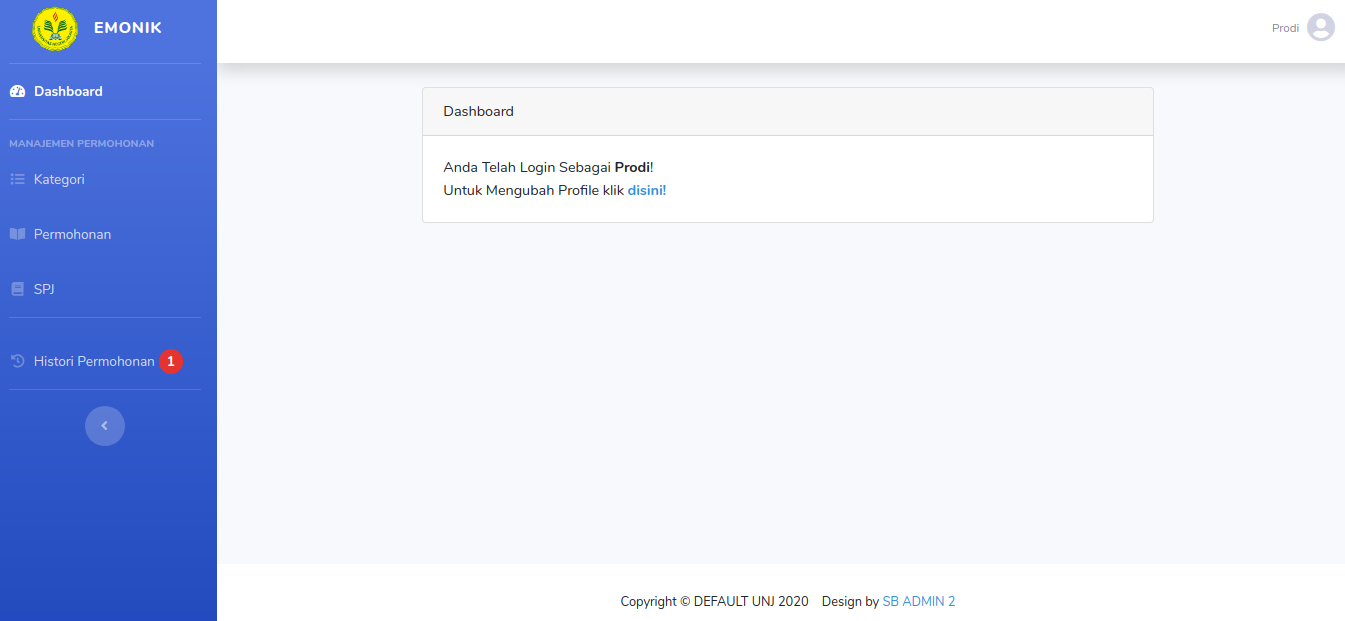 EMONIK
Prodi
Dashboard
MANAJEMEN PERMOHONAN
Kategori
Permohonan
SPJ
Histori Permohonan 1
Dashboard
Anda Telah Login Sebagai Prodi!
Untuk Mengubah Profile klik disini!
Copyright © DEFAULT UNJ 2020 Design by SB ADMIN 2